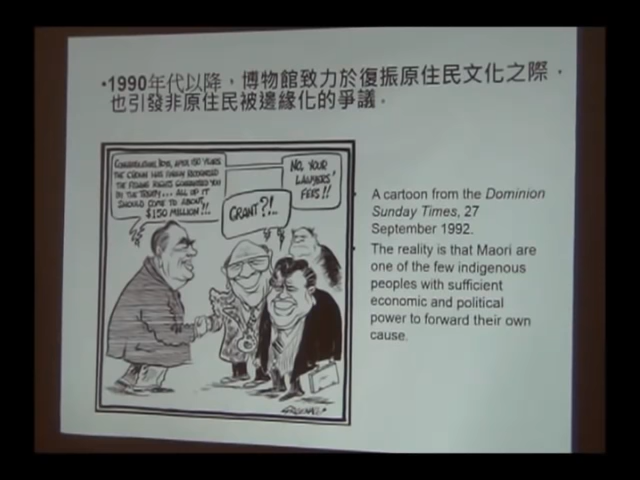 •1990年代以降，博物館致力於復振原住民文化之際，
也引發非原住民被邊緣化的爭議.
CONGRATULATIONS, BOYS, AFTER 150 YEARS
THE CROWN HAS FINALLY RECOGNISED
THE FISHING RIGHTS GUARANTEED YOU
BY THE TREATY... ALL UP IT
SHOULD COME TO ABOUT,
$150 MILLION!!
GRANT?!..
NO, YOUR
LAWYERS'
FEES!!
A cartoon from the Dominion
Sunday Times, 27
September 1992.
The reality is that Maori are
one of the few indigenous
peoples with sufficient
economic and political
power to forward their own
cause.